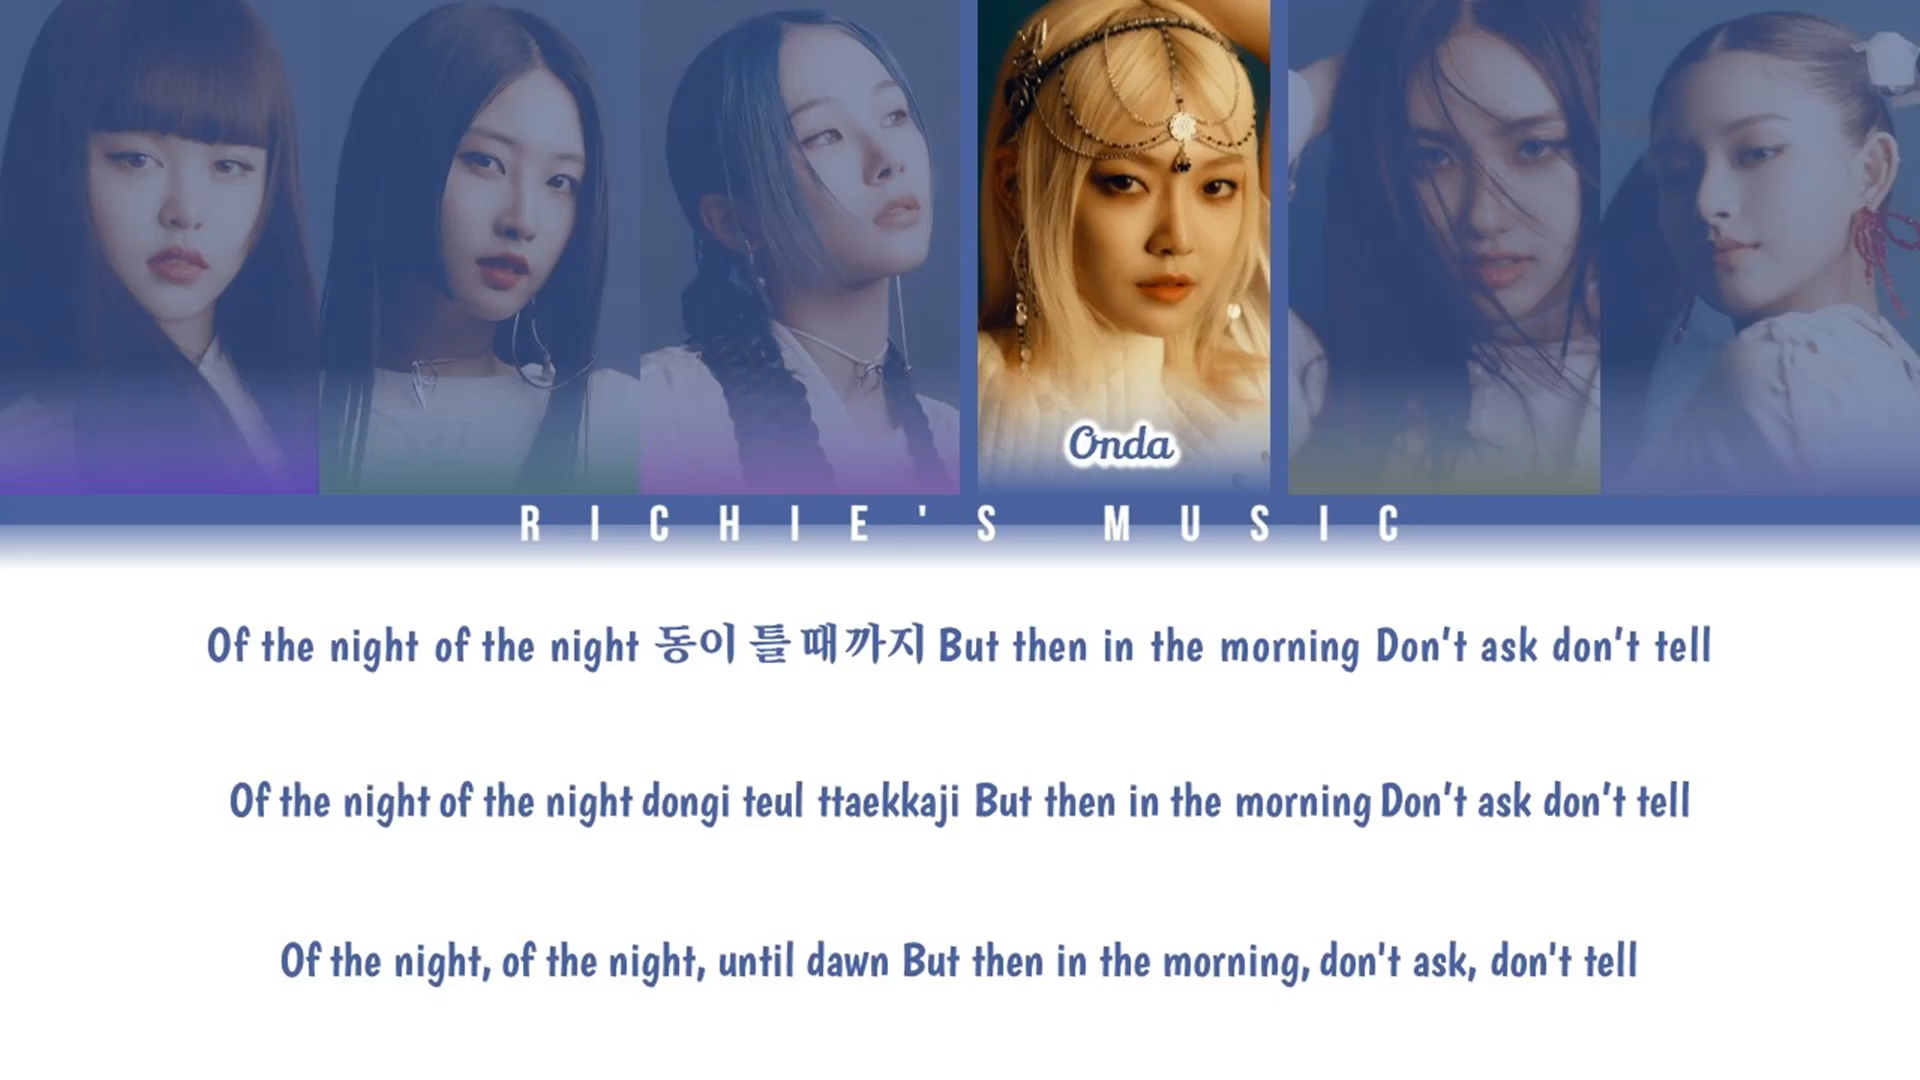 Onda
RICHIE'S MUSIC
Of the night of the night 동이 틀 때까지 But then in the morning Don't ask don't tell
Of the night of the night dongi teul ttaekkaji But then in the morning Don't ask don't tell
Of the night, of the night, until dawn But then in the morning, don't ask, don't tell